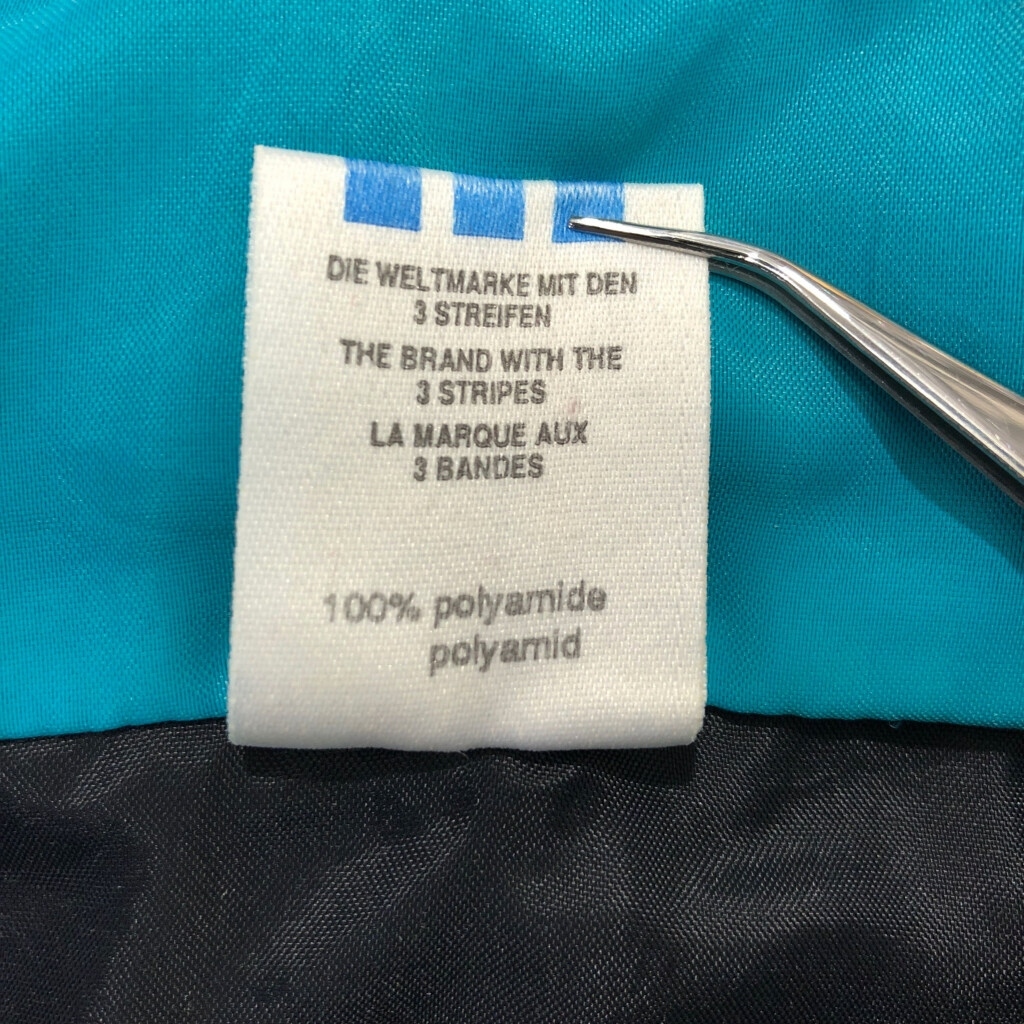 DIE WELTMARKE MIT DEN
3 STREIFEN
THE BRAND WITH THE
3 STRIPES
LA MARQUE AUX
3 BANDES
100% polyamide
polyamid